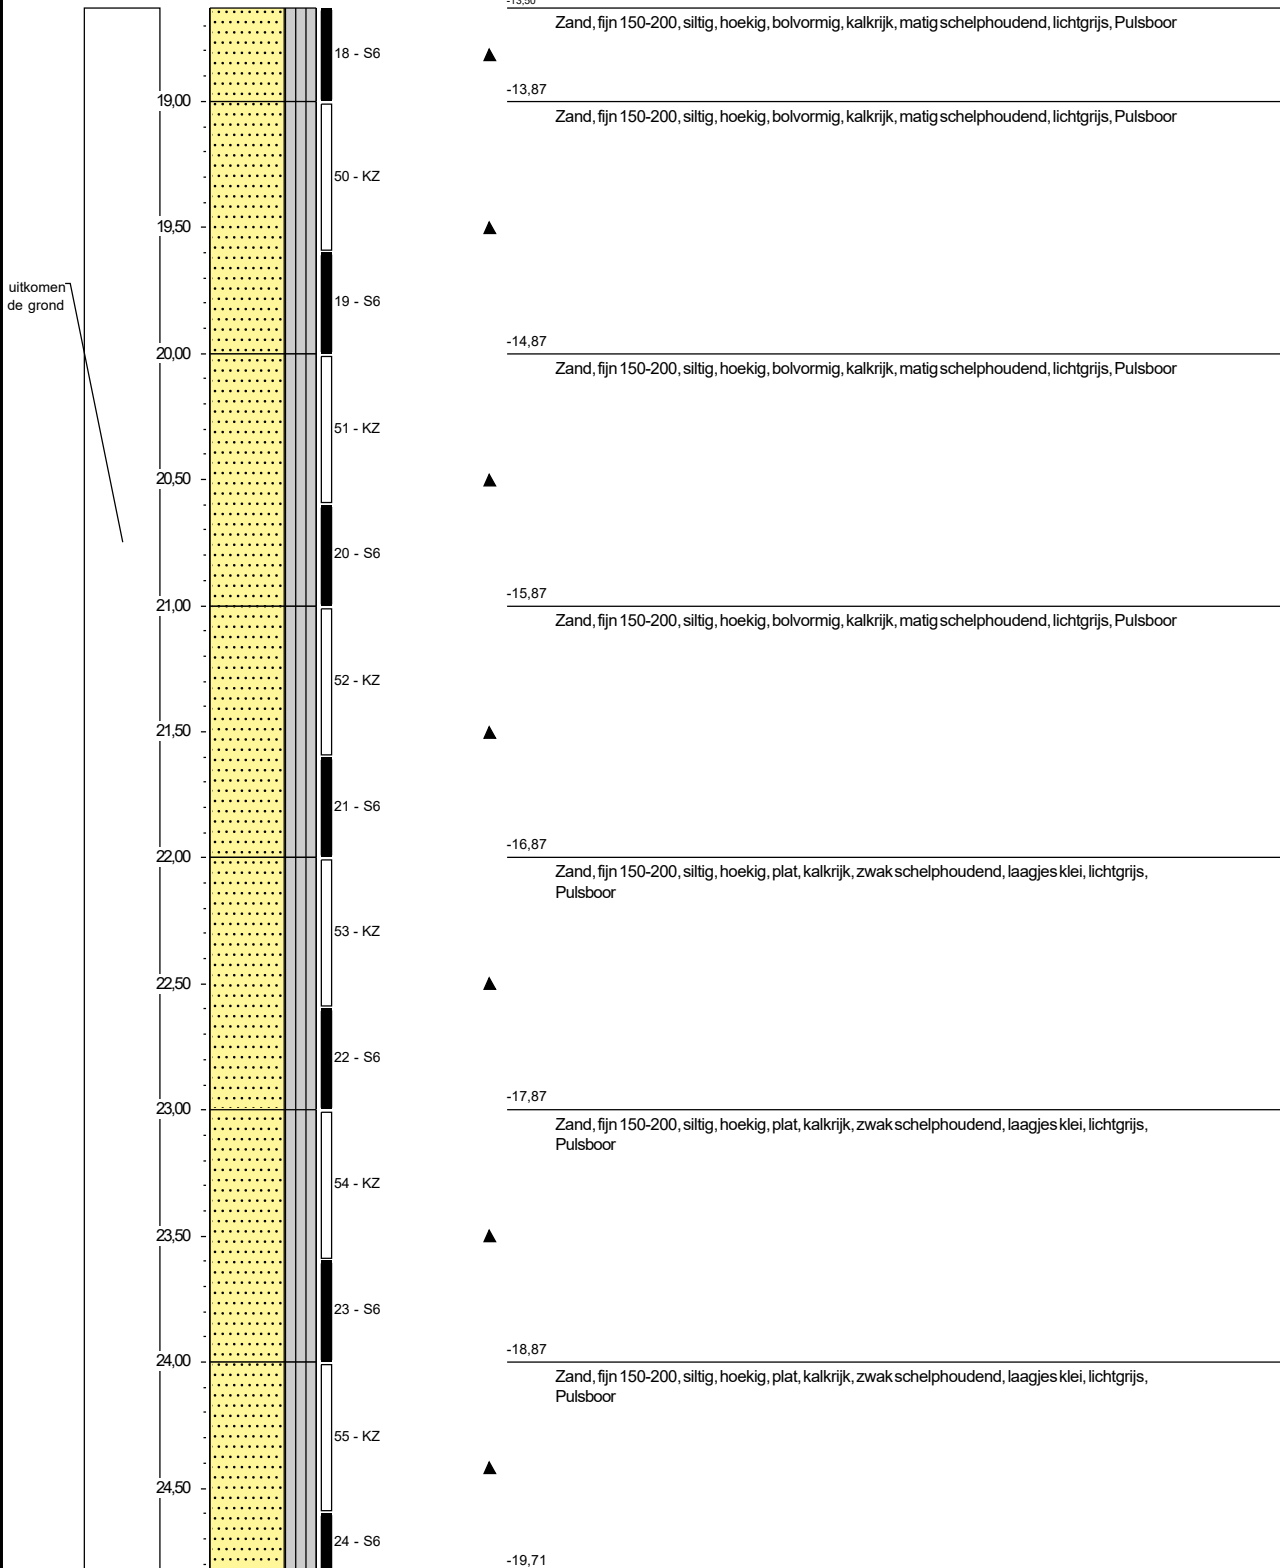 -13,50
Zand, fijn 150-200, siltig, hoekig, bolvormig, kalkrijk, matig schelphoudend, lichtgrijs, Pulsboor
18 - S6
-13,87
19,00
Zand, fijn 150-200, siltig, hoekig, bolvormig, kalkrijk, matig schelphoudend, lichtgrijs, Pulsboor
50 - KZ
19,50
uitkomen
de grond
19 - S6
-14,87
20,00
Zand, fijn 150-200, siltig, hoekig, bolvormig, kalkrijk, matig schelphoudend, lichtgrijs, Pulsboor
51 - KZ
20,50
20 - S6
-15,87
21,00
Zand, fijn 150-200, siltig, hoekig, bolvormig, kalkrijk, matig schelphoudend, lichtgrijs, Pulsboor
52 - KZ
21,50
21 - S6
-16,87
22,00
Zand, fijn 150-200, siltig, hoekig, plat, kalkrijk, zwak schelphoudend, laagjes klei, lichtgrijs,
Pulsboor
53 - KZ
22,50
22 - S6
-17,87
23,00
Zand, fijn 150-200, siltig, hoekig, plat, kalkrijk, zwak schelphoudend, laagjes klei, lichtgrijs,
Pulsboor
54 - KZ
23,50
23 - S6
-18,87
24,00
Zand, fijn 150-200, siltig, hoekig, plat, kalkrijk, zwak schelphoudend, laagjes klei, lichtgrijs,
Pulsboor
55 - KZ
24,50
24 - S6
-19,71